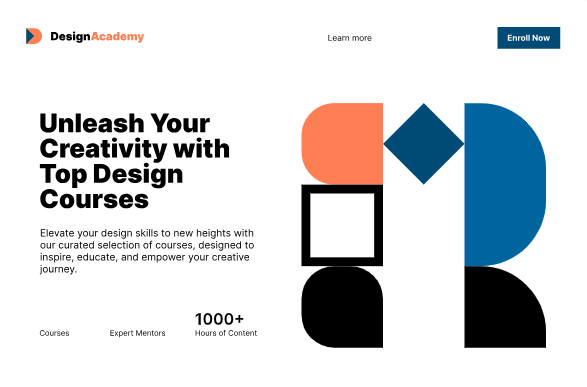 DesignAcademy
Learn more
Enroll Now
Unleash Your
Creativity with
Top Design
Courses
Elevate your design skills to new heights with
our curated selection of courses, designed to
inspire, educate, and empower your creative
journey.
1000+
Courses
Expert Mentors
Hours of Content